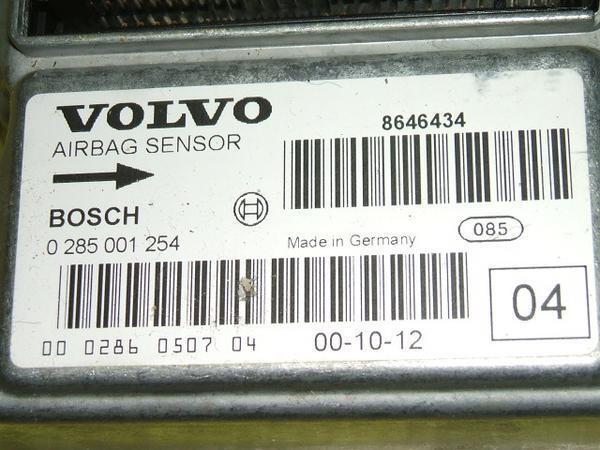 VOLVO
AIRBAG SENSOR
8646434
BOSCH
0 285 001 254
Made in Germany
085
04
00 0286 0507 04
00-10-12